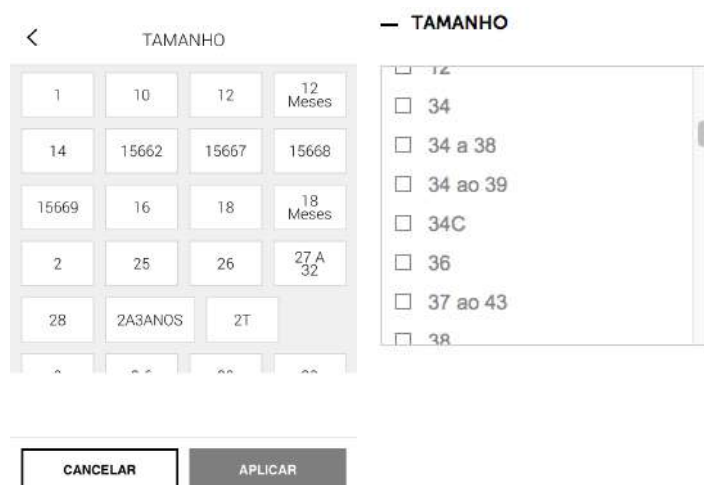 TAMANHO
1 10 12 12 Meses
14 15662 15667 15668
15669 16 18 18 Meses
2 25 26 27 A 32
28 2A3ANOS 2T
CANCELAR APLICAR
— TAMANHO
12
34
34 a 38
34 ao 39
34C
36
37 ao 43
38